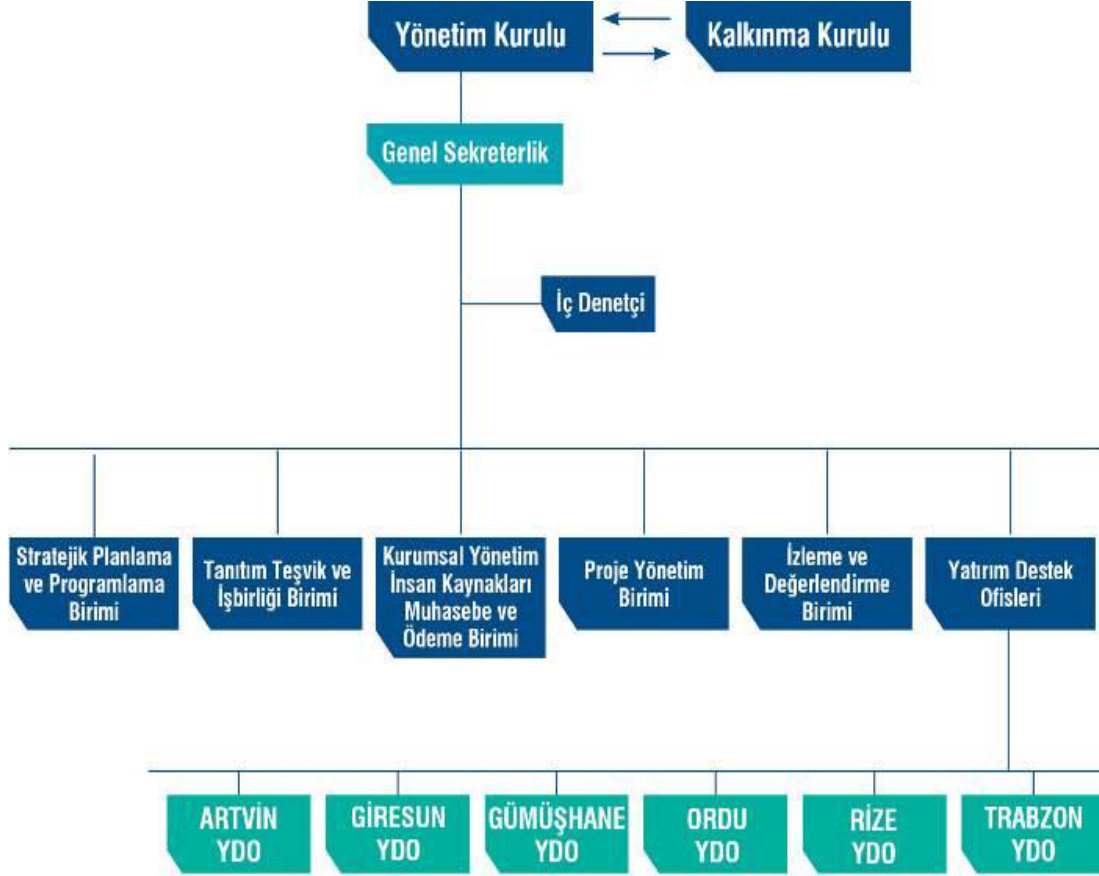 Yönetim Kurulu
Kalkınma Kurulu
Genel Sekreterlik
İç Denetçi
Stratejik Planlama
ve Programlama
Birimi
Tanıtım Teşvik ve
İşbirliği Birimi
Kurumsal Yönetim
İnsan Kaynakları
Muhasebe ve
Ödeme Birimi
Proje Yönetim
Birimi
İzleme ve
Değerlendirme
Birimi
Yatırım Destek
Ofisleri
ARTVİN
YDO
GİRESUN
YDO
GÜMÜŞHANE
YDO
ORDU
YDO
RİZE
YDO
TRABZON
YDO